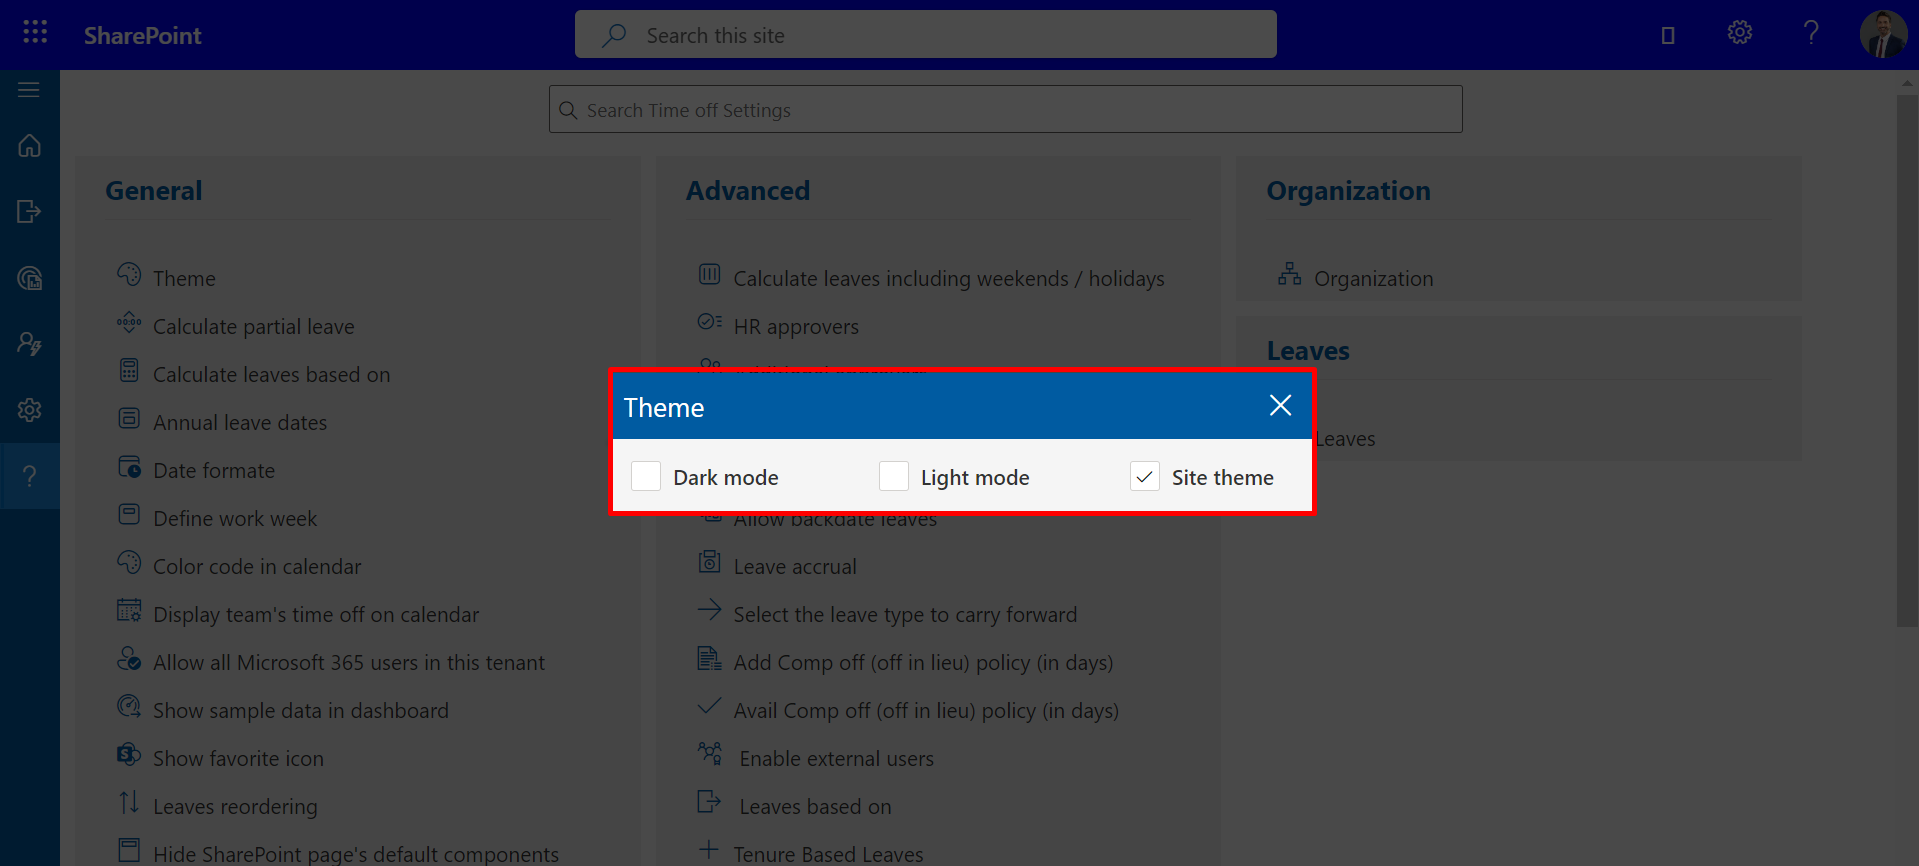 SharePoint
Search this site
?
Search Time off Settings
General
Theme
Calculate partial leave
Calculate leaves based on
Annual leave dates
Date formate
Define work week
Color code in calendar
Display team's time off on calendar
Allow all Microsoft 365 users in this tenant
Show sample data in dashboard
Show favorite icon
Leaves reordering
Hide SharePoint page's default components
Advanced
Calculate leaves including weekends / holidays
HR approvers
Theme
Dark mode
Light mode
Site theme
Allow backdate leaves
Leave accrual
Select the leave type to carry forward
Add Comp off (off in lieu) policy (in days)
Avail Comp off (off in lieu) policy (in days)
Enable external users
Leaves based on
Tenure Based Leaves
Organization
Organization
Leaves
Leaves